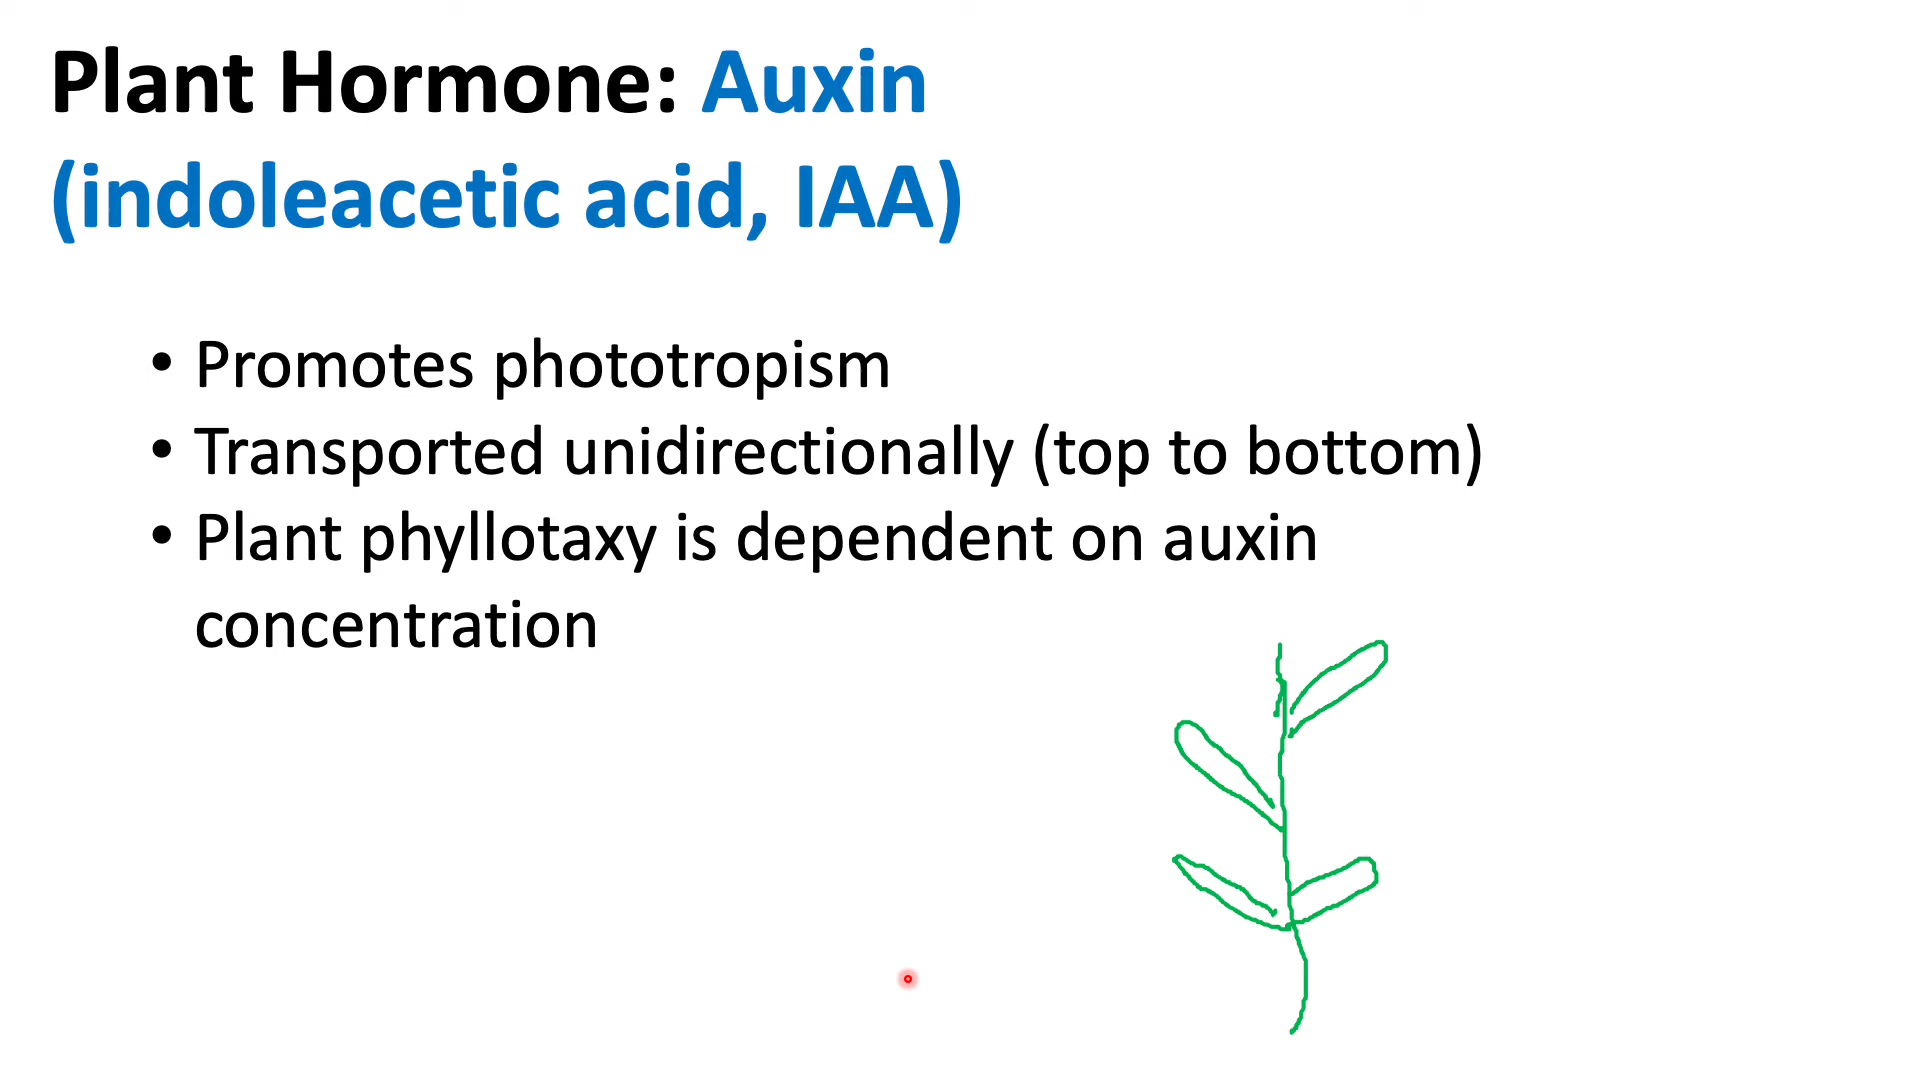 Plant Hormone: Auxin
(indoleacetic acid, IAA)
• Promotes phototropism
• Transported unidirectionally (top to bottom)
• Plant phyllotaxy is dependent on auxin
concentration